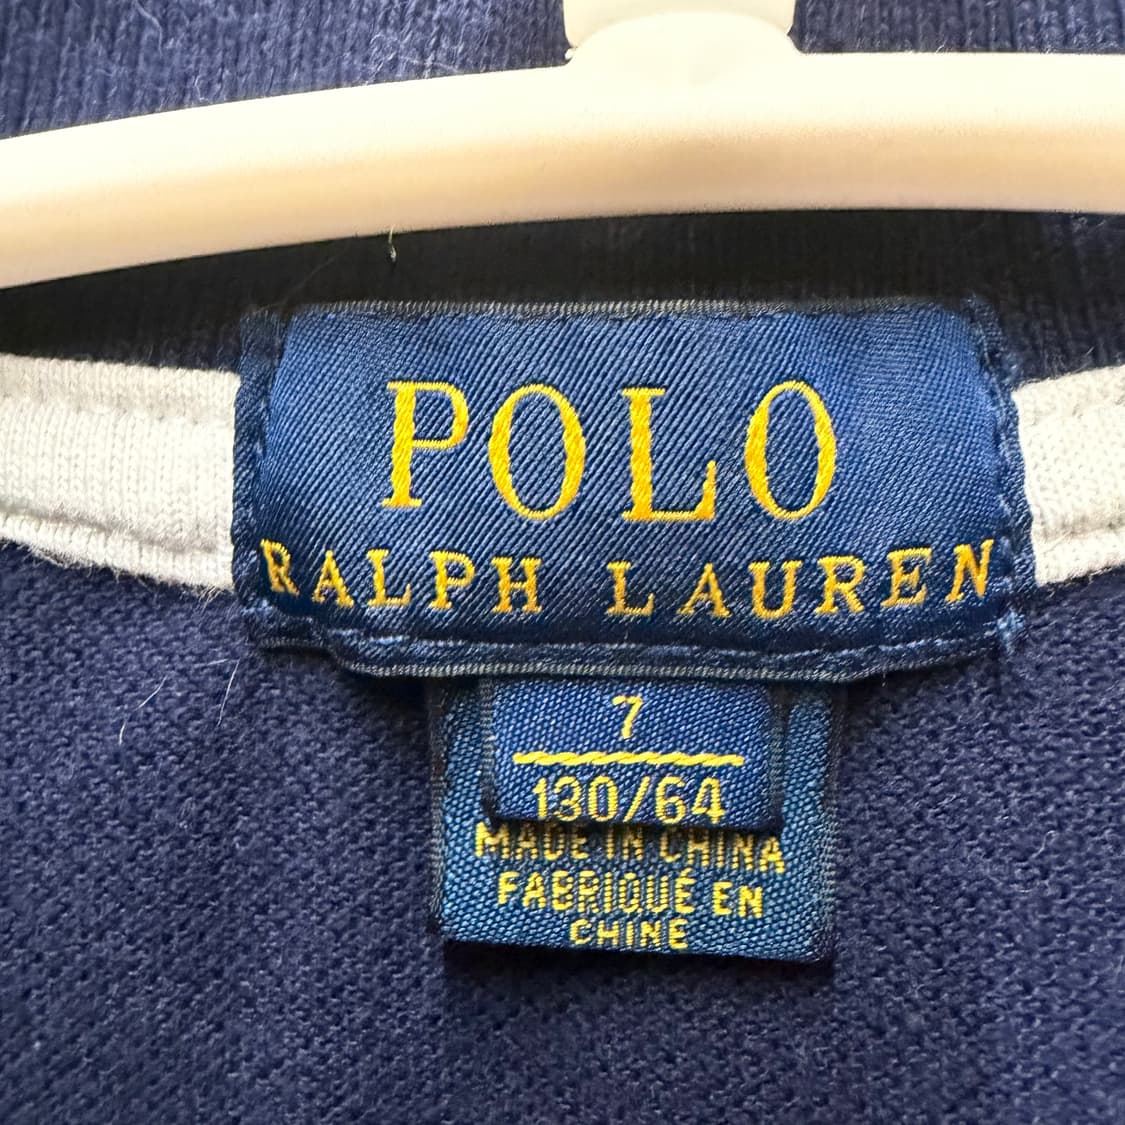 POLO
RALPH LAUREN
7
130/64
MADE IN CHINA
FABRIQUÉ EN
CHINE